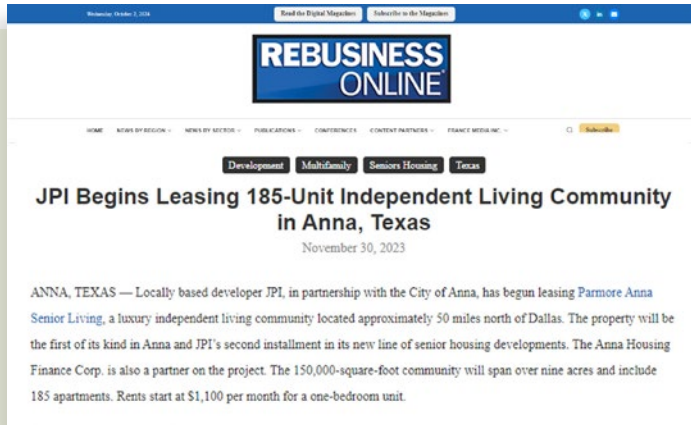 Wednesday, October 2, 2024
Read the Digital Magazines
Subscribe to the Magazines
REBUSINESS
ONLINE
HOME NEWS BY REGION NEWS BY SECTOR PUBLICATIONS CONFERENCES CONTENT PARTNERS FRANCE MEDIA INC. Subscribe
Development Multifamily Seniors Housing Texas
JPI Begins Leasing 185-Unit Independent Living Community
in Anna, Texas
November 30, 2023
ANNA, TEXAS — Locally based developer JPI, in partnership with the City of Anna, has begun leasing Parmore Anna
Senior Living, a luxury independent living community located approximately 50 miles north of Dallas. The property will be
the first of its kind in Anna and JPI's second installment in its new line of senior housing developments. The Anna Housing
Finance Corp. is also a partner on the project. The 150,000-square-foot community will span over nine acres and include
185 apartments. Rents start at $1,100 per month for a one-bedroom unit.